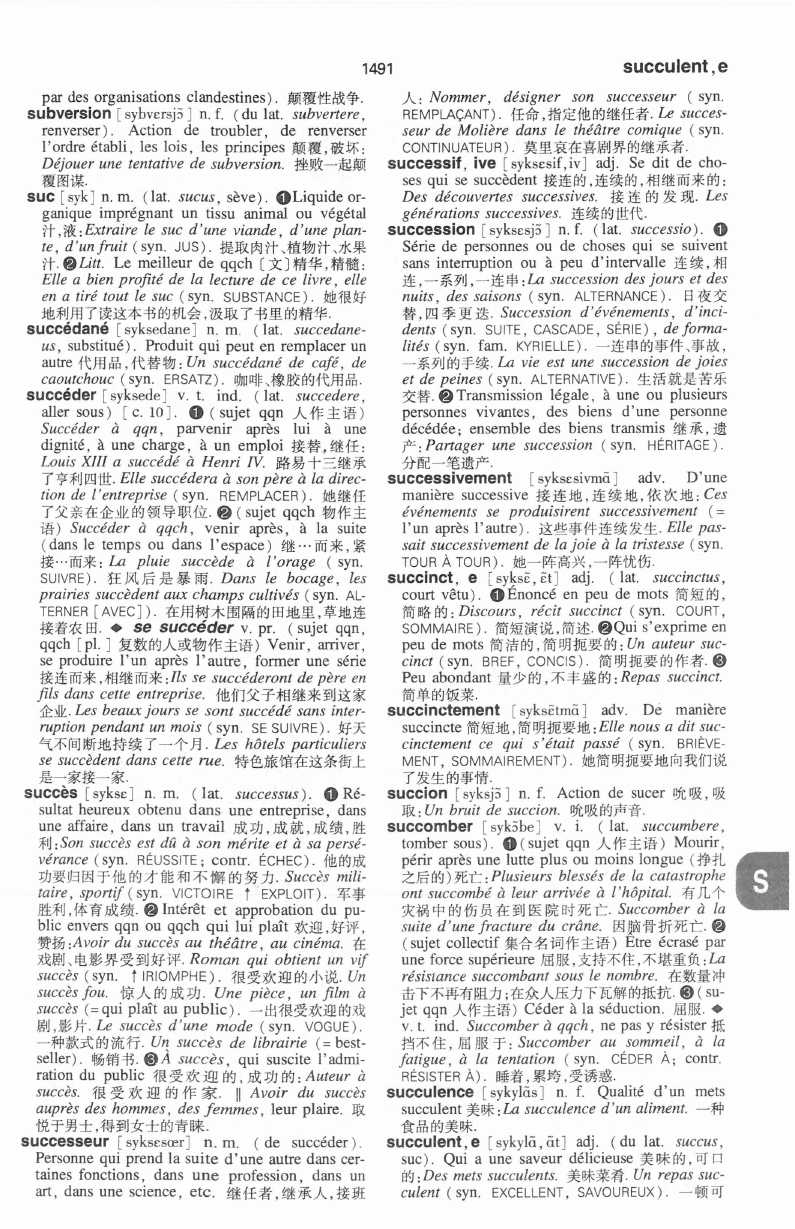 1491
succulent,e
par des organisations clandestines). 颠覆性战争.
subversion [sybvɛrsjɔ̃] n. f. (du lat. subvertere,
renverser). Action de troubler, de renverser
l'ordre établi, les lois, les principes 颠覆,破坏:
Déjouer une tentative de subversion. 挫败一起颠
覆图谋.
suc [syk] n. m. (lat. sucus, sève). ❶Liquide or-
ganique imprégnant un tissu animal ou végétal
汁,液:Extraire le suc d'une viande, d'une plan-
te, d'un fruit (syn. JUS). 提取肉汁、植物汁、水果
汁. ❷Litt. Le meilleur de qqch [文]精华,精髓:
Elle a bien profité de la lecture de ce livre, elle
en a tiré tout le suc (syn. SUBSTANCE). 她很好
地利用了读这本书的机会,汲取了书里的精华.
succédané [syksedane] n. m. (lat. succedane-
us, substitué). Produit qui peut en remplacer un
autre 代用品,代替物: Un succédané de café, de
caoutchouc (syn. ERSATZ). 咖啡、橡胶的代用品.
succéder [syksede] v. t. ind. (lat. succedere,
aller sous) [c. 10]. ❶ (sujet qqn 人作主语)
Succéder à qqn, parvenir après lui à une
dignité, à une charge, à un emploi 接替,继任:
Louis XIII a succédé à Henri IV. 路易十三继承
了亨利四世. Elle succédera à son père à la direc-
tion de l'entreprise (syn. REMPLACER). 她继任
了父亲在企业的领导职位. ❷ (sujet qqch 物作主
语) Succéder à qqch, venir après, à la suite
(dans le temps ou dans l'espace) 继…而来,紧
接…而来: La pluie succède à l'orage (syn.
SUIVRE). 狂风后是暴雨. Dans le bocage, les
prairies succèdent aux champs cultivés (syn. AL-
TERNER [AVEC]). 在用树木围隔的田地里,草地连
接着农田. ◆ se succéder v. pr. (sujet qqn,
qqch [pl.] 复数的人或物作主语) Venir, arriver,
se produire l'un après l'autre, former une série
接连而来,相继而来:Ils se succéderont de père en
fils dans cette entreprise. 他们父子相继来到这家
企业. Les beaux jours se sont succédé sans inter-
ruption pendant un mois (syn. SE SUIVRE). 好天
气不间断地持续了一个月. Les hôtels particuliers
se succèdent dans cette rue. 特色旅馆在这条街上
是一家接一家.
succès [syksɛ] n. m. (lat. successus). ❶ Ré-
sultat heureux obtenu dans une entreprise, dans
une affaire, dans un travail 成功,成就,成绩,胜
利:Son succès est dû à son mérite et à sa persé-
vérance (syn. RÉUSSITE; contr. ÉCHEC). 他的成
功要归因于他的才能和不懈的努力. Succès mili-
taire, sportif (syn. VICTOIRE ↑ EXPLOIT). 军事
胜利,体育成绩. ❷ Intérêt et approbation du pu-
blic envers qqn ou qqch qui lui plaît 欢迎,好评,
赞扬:Avoir du succès au théâtre, au cinéma. 在
戏剧、电影界受到好评. Roman qui obtient un vif
succès (syn. ↑IRIOMPHE). 很受欢迎的小说. Un
succès fou. 惊人的成功. Une pièce, un film à
succès (= qui plaît au public). 一出很受欢迎的戏
剧,影片. Le succès d'une mode (syn. VOGUE).
一种款式的流行. Un succès de librairie (= best-
seller). 畅销书. ❸À succès, qui suscite l'admi-
ration du public 很受欢迎的,成功的: Auteur à
succès. 很受欢迎的作家. ‖ Avoir du succès
auprès des hommes, des femmes, leur plaire. 取
悦于男士,得到女士的青睐.
successeur [syksɛsœr] n. m. (de succéder).
Personne qui prend la suite d'une autre dans cer-
taines fonctions, dans une profession, dans un
art, dans une science, etc. 继任者,继承人,接班
人: Nommer, désigner son successeur (syn.
REMPLAÇANT). 任命,指定他的继任者. Le succes-
seur de Molière dans le théâtre comique (syn.
CONTINUATEUR). 莫里哀在喜剧界的继承者.
successif, ive [syksɛsif,iv] adj. Se dit de cho-
ses qui se succèdent 接连的,连续的,相继而来的:
Des découvertes successives. 接连的发现. Les
générations successives. 连续的世代.
succession [syksɛsjɔ̃] n. f. (lat. successio). ❶
Série de personnes ou de choses qui se suivent
sans interruption ou à peu d'intervalle 连续,相
连,一系列,一连串:La succession des jours et des
nuits, des saisons (syn. ALTERNANCE). 日夜交
替,四季更迭. Succession d'événements, d'inci-
dents (syn. SUITE, CASCADE, SÉRIE), de forma-
lités (syn. fam. KYRIELLE). 一连串的事件、事故,
一系列的手续. La vie est une succession de joies
et de peines (syn. ALTERNATIVE). 生活就是苦乐
交替. ❷ Transmission légale, à une ou plusieurs
personnes vivantes, des biens d'une personne
décédée; ensemble des biens transmis 继承,遗
产: Partager une succession (syn. HÉRITAGE).
分配一笔遗产.
successivement [syksɛsivmɑ̃] adv. D'une
manière successive 接连地,连续地,依次地: Ces
événements se produisirent successivement (=
l'un après l'autre). 这些事件连续发生. Elle pas-
sait successivement de la joie à la tristesse (syn.
TOUR À TOUR). 她一阵高兴,一阵忧伤.
succinct, e [syksɛ̃, ɛ̃t] adj. (lat. succinctus,
court vêtu). ❶Énoncé en peu de mots 简短的,
简略的: Discours, récit succinct (syn. COURT,
SOMMAIRE). 简短演说,简述. ❷Qui s'exprime en
peu de mots 简洁的,简明扼要的: Un auteur suc-
cinct (syn. BREF, CONCIS). 简明扼要的作者. ❸
Peu abondant 量少的,不丰盛的: Repas succinct.
简单的饭菜.
succinctement [syksɛ̃tmɑ̃] adv. De manière
succincte 简短地,简明扼要地:Elle nous a dit suc-
cinctement ce qui s'était passé (syn. BRIÈVE-
MENT, SOMMAIREMENT). 她简明扼要地向我们说
了发生的事情.
succion [syksjɔ̃] n. f. Action de sucer 吮吸,吸
取: Un bruit de succion. 吮吸的声音.
succomber [sykɔ̃be] v. i. (lat. succumbere,
tomber sous). ❶(sujet qqn 人作主语) Mourir,
périr après une lutte plus ou moins longue (挣扎
之后的)死亡:Plusieurs blessés de la catastrophe
ont succombé à leur arrivée à l'hôpital. 有几个
灾祸中的伤员在到医院时死亡. Succomber à la
suite d'une fracture du crâne. 因脑骨折死亡. ❷
(sujet collectif 集合名词作主语) Être écrasé par
une force supérieure 屈服,支持不住,不堪重负:La
résistance succombant sous le nombre. 在数量冲
击下不再有阻力;在众人压力下瓦解的抵抗. ❸ (su-
jet qqn 人作主语) Céder à la séduction. 屈服. ◆
v. t. ind. Succomber à qqch, ne pas y résister 抵
挡不住,屈服于: Succomber au sommeil, à la
fatigue, à la tentation (syn. CÉDER À; contr.
RÉSISTER À). 睡着,累垮,受诱惑.
succulence [sykylɑ̃s] n. f. Qualité d'un mets
succulent 美味:La succulence d'un aliment. 一种
食品的美味.
succulent,e [sykylɑ̃, ɑ̃t] adj. (du lat. succus,
suc). Qui a une saveur délicieuse 美味的,可口
的:Des mets succulents. 美味菜肴. Un repas suc-
culent (syn. EXCELLENT, SAVOUREUX). 一顿可
S